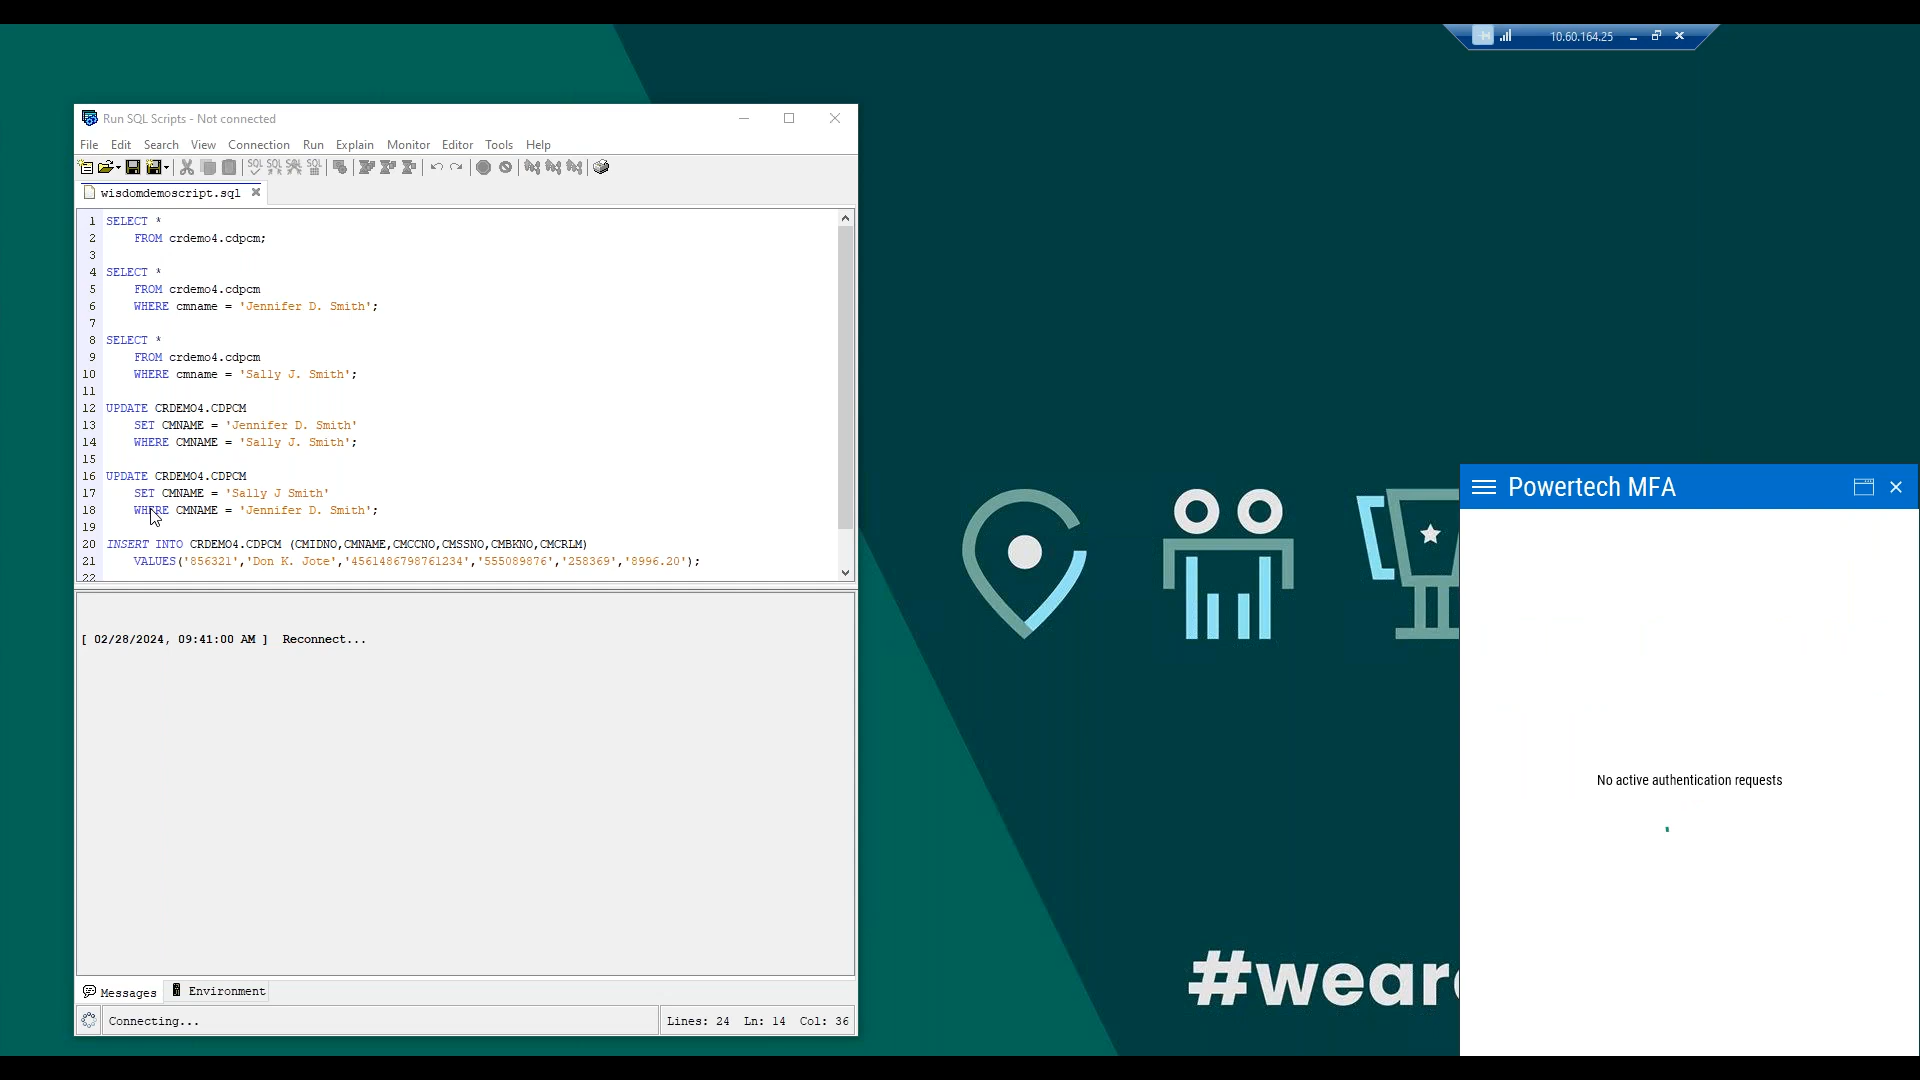 10.60.164.25
Run SQL Scripts - Not connected
File Edit Search View Connection Run Explain Monitor Editor Tools Help
wisdomdemoscript.sql
1 SELECT *
2 FROM crdemo4.cdpcm;
3
4 SELECT *
5 FROM crdemo4.cdpcm
6 WHERE cmname = 'Jennifer D. Smith';
7
8 SELECT *
9 FROM crdemo4.cdpcm
10 WHERE cmname = 'Sally J. Smith';
11
12 UPDATE CRDEMO4.CDPCM
13 SET CMNAME = 'Jennifer D. Smith'
14 WHERE CMNAME = 'Sally J. Smith';
15
16 UPDATE CRDEMO4.CDPCM
17 SET CMNAME = 'Sally J Smith'
18 WHERE CMNAME = 'Jennifer D. Smith';
19
20 INSERT INTO CRDEMO4.CDPCM (CMIDNO,CMNAME,CMCCNO,CMSSNO,CMBKNO,CMCRLM)
21 VALUES('856321','Don K. Jote','4561486798761234','555089876','258369','8996.20');
22
[ 02/28/2024, 09:41:00 AM ] Reconnect...
Messages Environment
Connecting... Lines: 24 Ln: 14 Col: 36
Powertech MFA
No active authentication requests
#wear